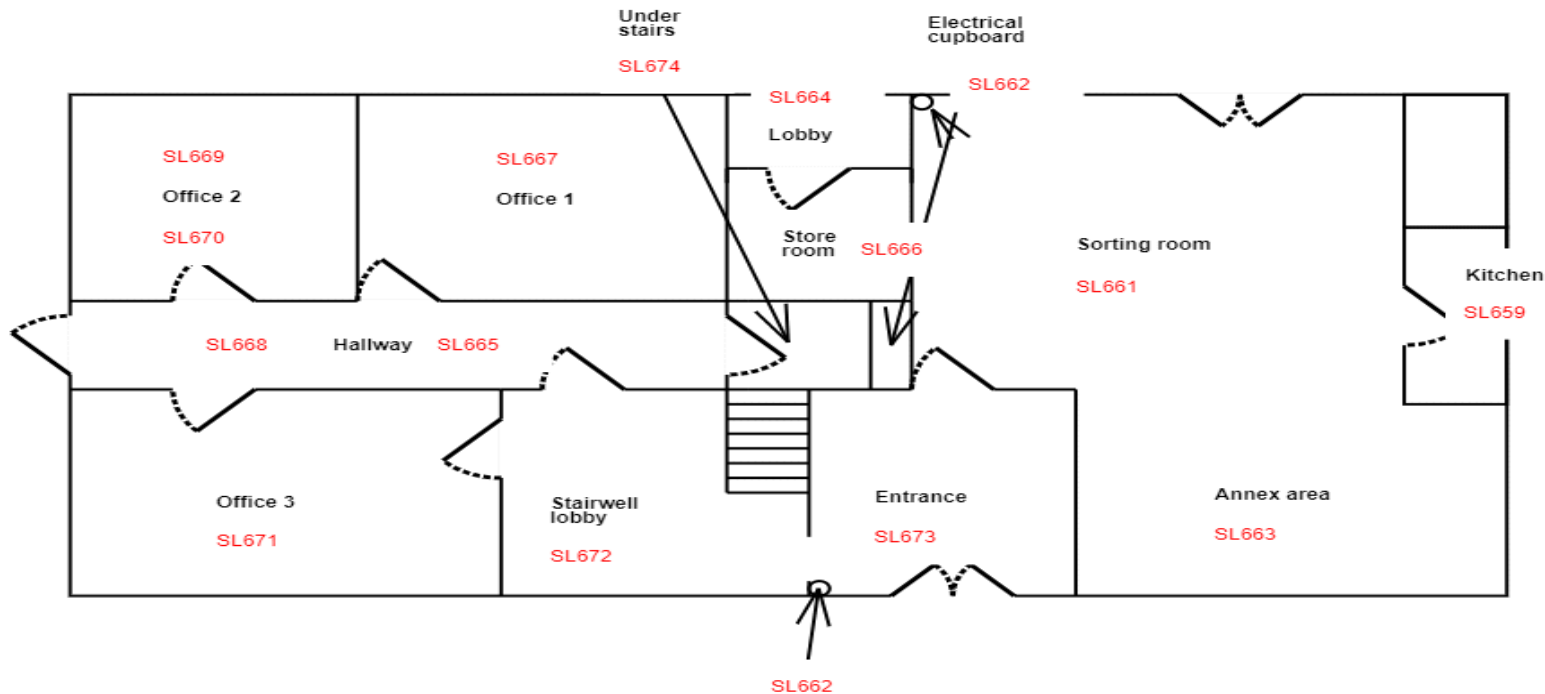 Under
stairs
SL674
Electrical
cupboard
SL662
SL664
Lobby
SL669
Office 2
SL670
SL667
Office 1
Store
room
SL666
Sorting room
SL661
Kitchen
SL659
SL668
Hallway
SL665
Office 3
SL671
Stairwell
lobby
SL672
Entrance
SL673
Annex area
SL663
SL662